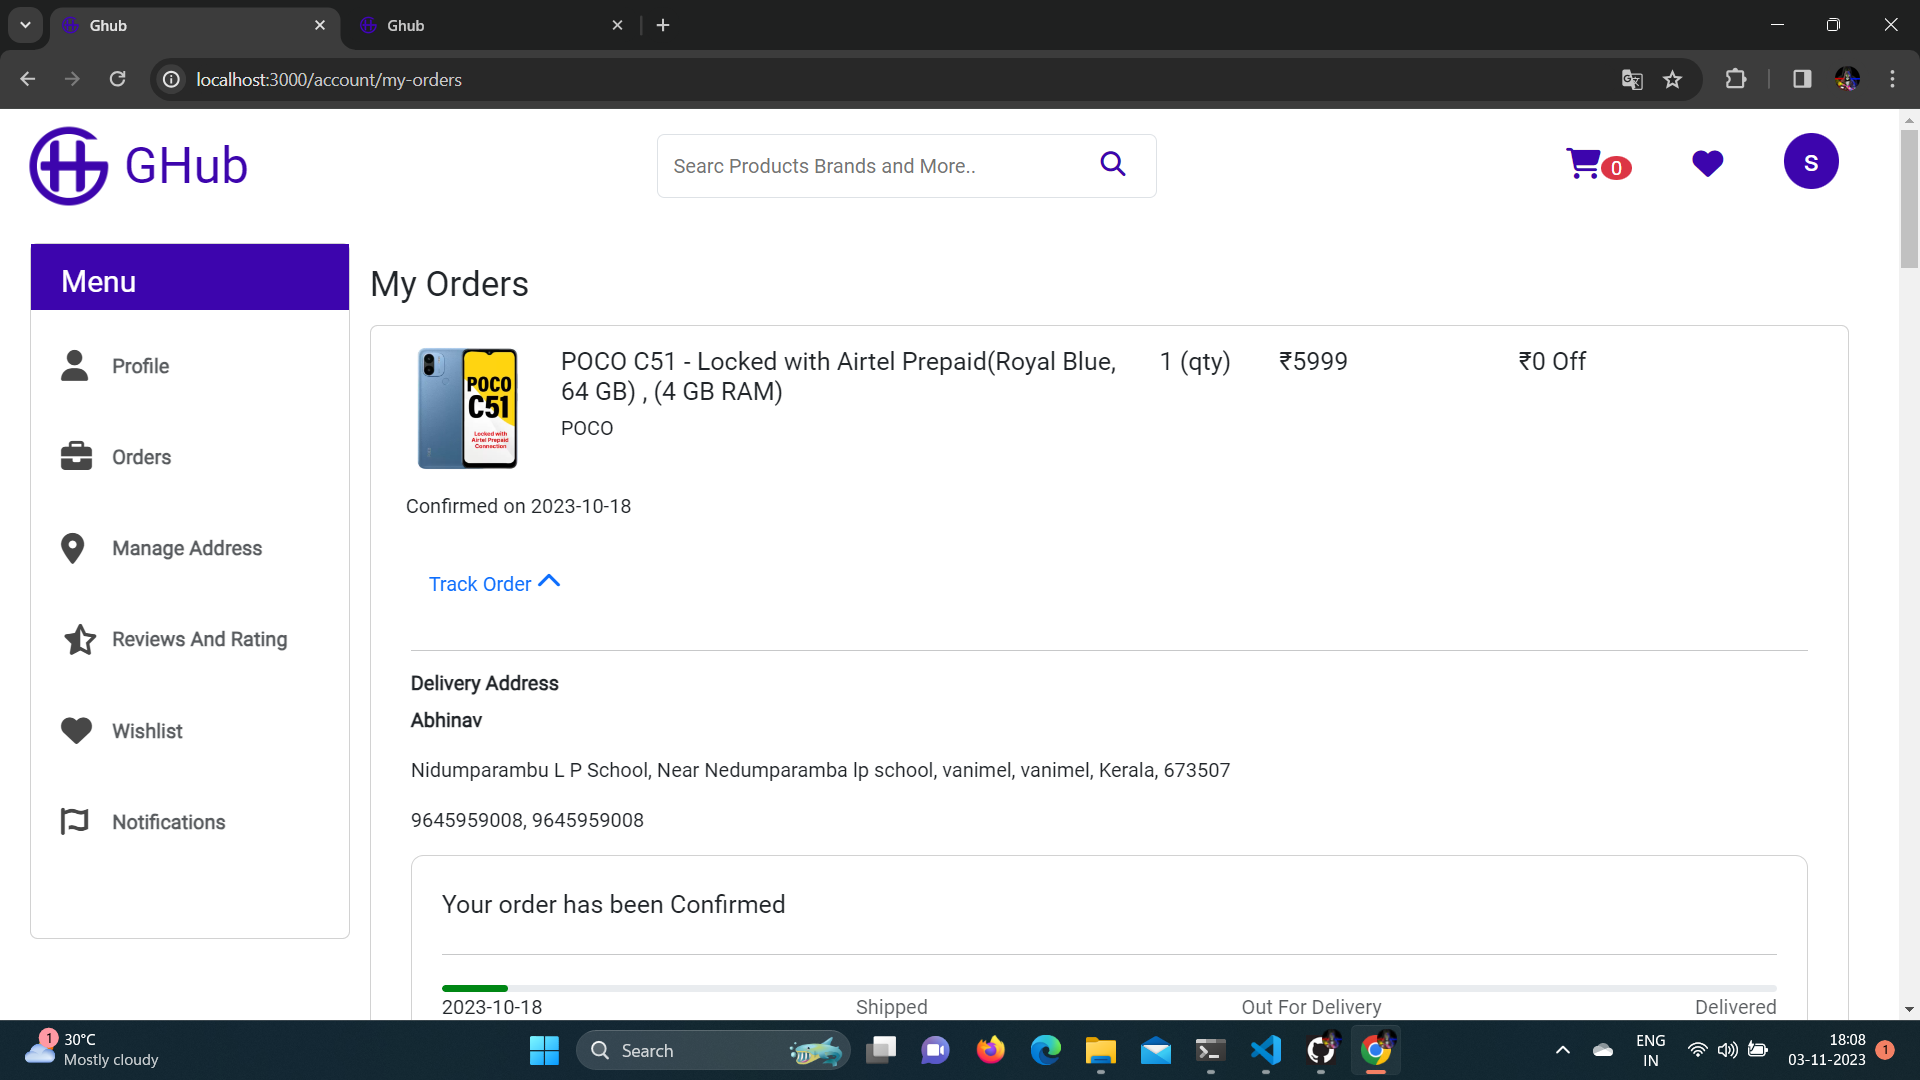 Ghub
Ghub
localhost:3000/account/my-orders
GHub
Searc Products Brands and More..
0
S
Menu
Profile
Orders
Manage Address
Reviews And Rating
Wishlist
Notifications
My Orders
POCO C51 - Locked with Airtel Prepaid(Royal Blue, 64 GB) , (4 GB RAM)
1 (qty)
₹5999
₹0 Off
POCO
POCO
C51
Locked with
Airtel Prepaid
Connection
Confirmed on 2023-10-18
Track Order
Delivery Address
Abhinav
Nidumparambu L P School, Near Nedumparamba lp school, vanimel, vanimel, Kerala, 673507
9645959008, 9645959008
Your order has been Confirmed
2023-10-18
Shipped
Out For Delivery
Delivered
1
30°C
Mostly cloudy
Search
ENG
IN
18:08
03-11-2023
1